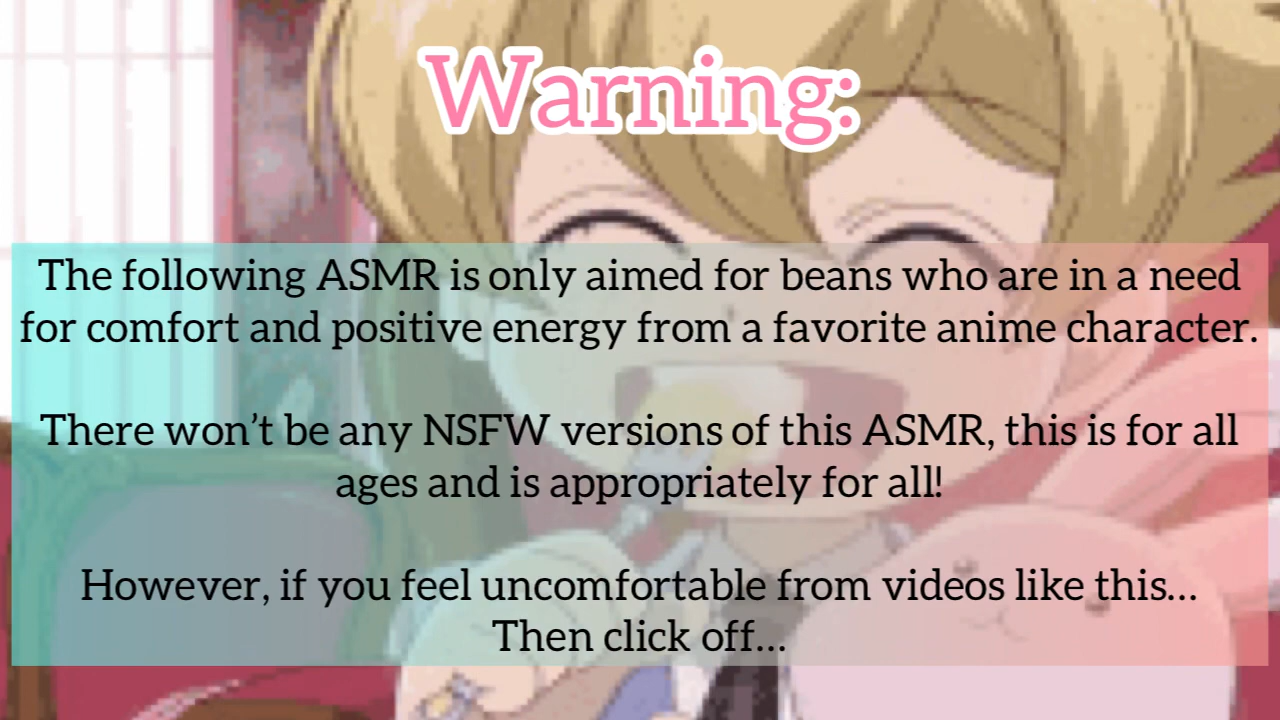 Warning:
The following ASMR is only aimed for beans who are in a need
for comfort and positive energy from a favorite anime character.
There won’t be any NSFW versions of this ASMR, this is for all
ages and is appropriately for all!
However, if you feel uncomfortable from videos like this...
Then click off...